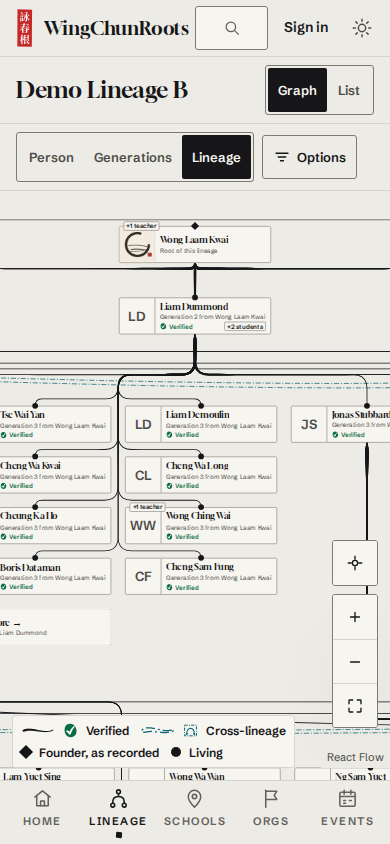 詠春根
WingChunRoots
Sign in
Demo Lineage B
Graph
List
Person
Generations
Lineage
Options
+1 teacher
Wong Laam Kwai
Root of this lineage
LD
Liam Dummond
Generation 2 from Wong Laam Kwai
Verified
+2 students
Tsc Wai Yan
Generation 3 from Wong Laam Kwai
Verified
LD
Liam Demoulin
Generation 3 from Wong Laam Kwai
Verified
JS
Jonas Stubbard
Generation 3 from Wong
Verified
Cheng Wa Kwai
Generation 3 from Wong Laam Kwai
Verified
CL
Cheng Wa Long
Generation 3 from Wong Laam Kwai
Verified
Cheung Ka Ho
Generation 3 from Wong Laam Kwai
Verified
+1 teacher
WW
Wong Ching Wai
Generation 3 from Wong Laam Kwai
Verified
Boris Dataman
Generation 3 from Wong Laam Kwai
Verified
CF
Cheng Sam Fung
Generation 3 from Wong Laam Kwai
Verified
ore →
Liam Dummond
Verified
Cross-lineage
Founder, as recorded
Living
React Flow
Lam Yuet Sing
Wong Wa Wan
Ng Sam Yuet
HOME
LINEAGE
SCHOOLS
ORGS
EVENTS